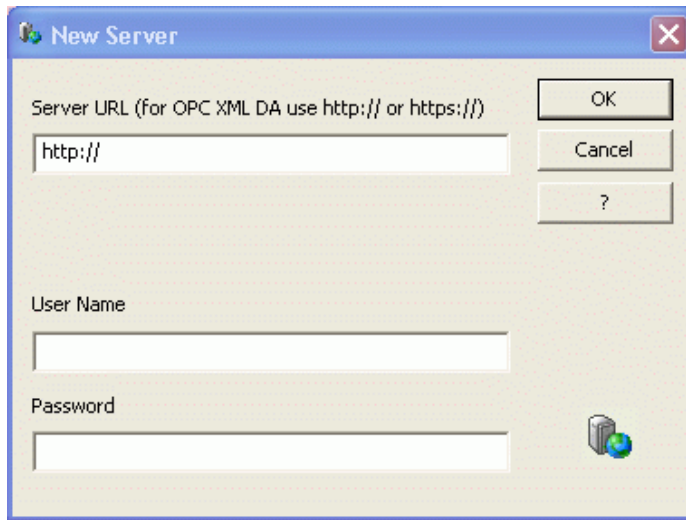 New Server
Server URL (for OPC XML DA use http:// or https://)
http://
OK
Cancel
?
User Name
Password